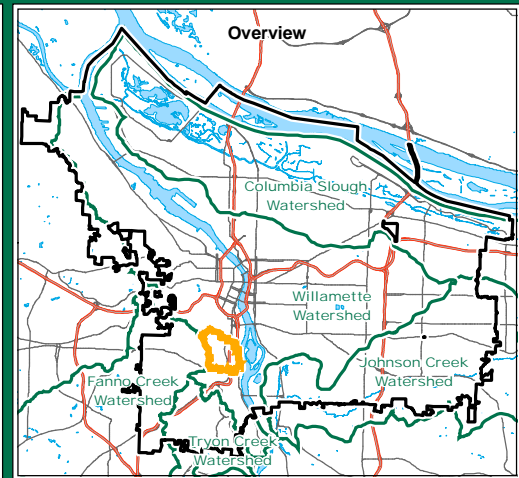 Overview
Columbia Slough
Watershed
Willamette
Watershed
Johnson Creek
Watershed
Fanno Creek
Watershed
Tryon Creek
Watershed